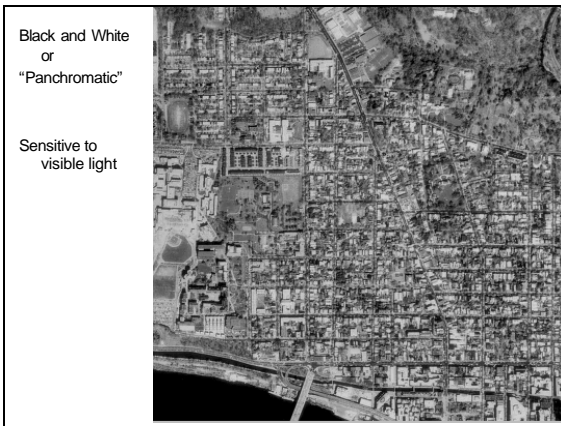 Black and White
or
“Panchromatic”
Sensitive to
visible light